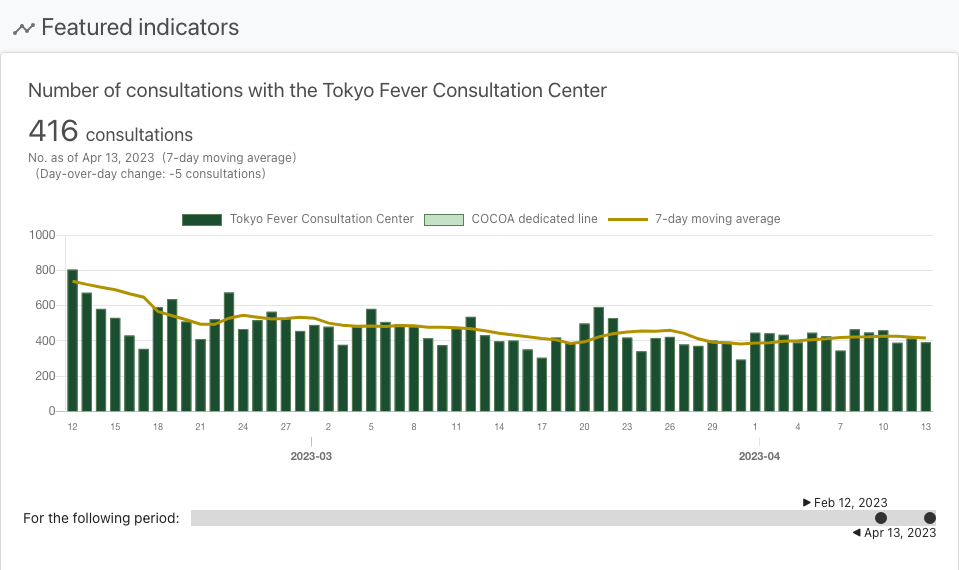 Featured indicators
Number of consultations with the Tokyo Fever Consultation Center
416 consultations
No. as of Apr 13, 2023 (7-day moving average)
(Day-over-day change: -5 consultations)
Tokyo Fever Consultation Center COCOA dedicated line 7-day moving average
1000
800
600
400
200
0
12 15 18 21 24 27 2 5 8 11 14 17 20 23 26 29 1 4 7 10 13
2023-03 2023-04
▶ Feb 12, 2023
For the following period:
◀ Apr 13, 2023